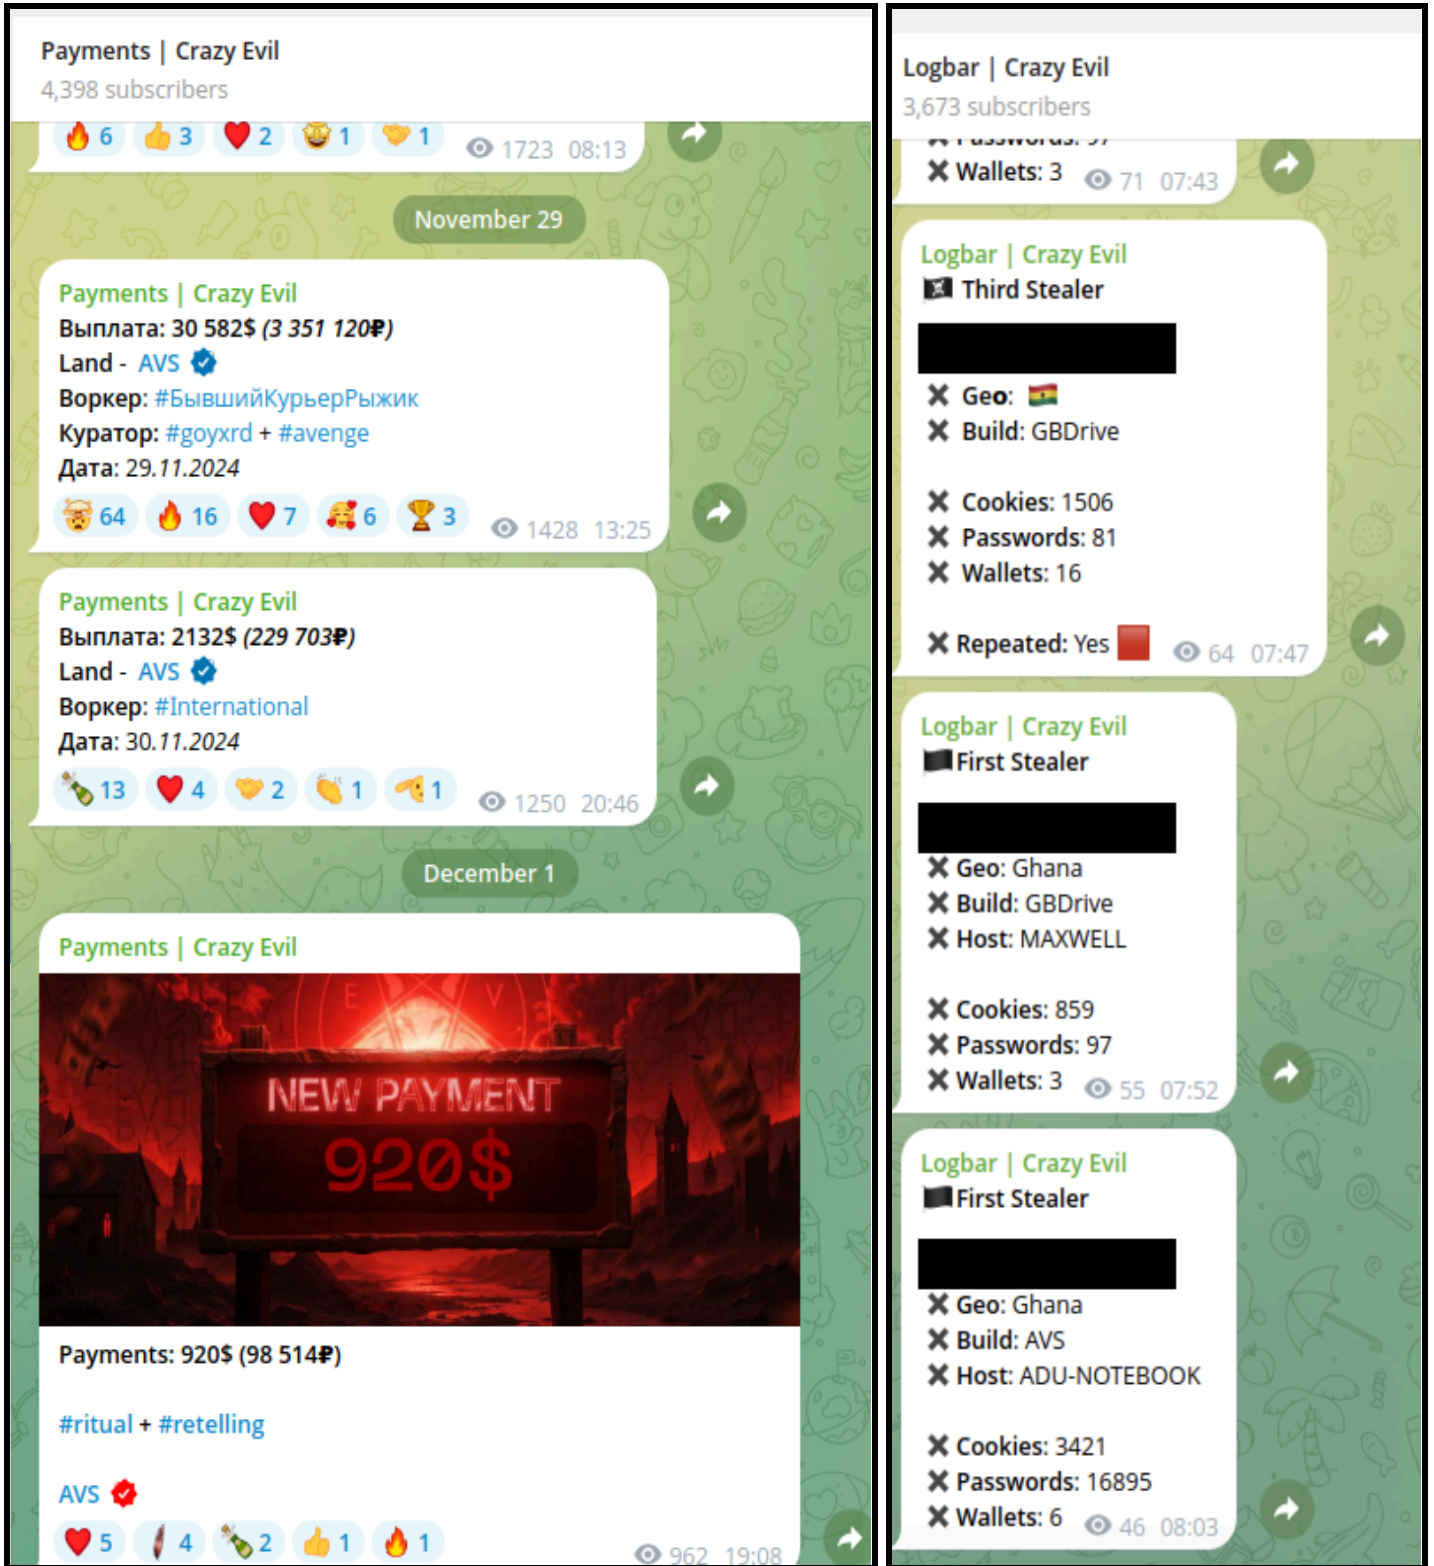 Payments | Crazy Evil
4,398 subscribers
6 3 2 1 1 1723 08:13
November 29
Payments | Crazy Evil
Выплата: 30 582$ (3 351 120₽)
Land - AVS
Воркер: #БывшийКурьерРыжик
Куратор: #goyxrd + #avenge
Дата: 29.11.2024
64 16 7 6 3 1428 13:25
Payments | Crazy Evil
Выплата: 2132$ (229 703₽)
Land - AVS
Воркер: #International
Дата: 30.11.2024
13 4 2 1 1 1250 20:46
December 1
Payments | Crazy Evil
E V
NEW PAYMENT
920$
Payments: 920$ (98 514₽)
#ritual + #retelling
AVS
5 4 2 1 1 962 19:08
Logbar | Crazy Evil
3,673 subscribers
Passwords: 97
Wallets: 3 71 07:43
Logbar | Crazy Evil
Third Stealer
Geo:
Build: GBDrive
Cookies: 1506
Passwords: 81
Wallets: 16
Repeated: Yes 64 07:47
Logbar | Crazy Evil
First Stealer
Geo: Ghana
Build: GBDrive
Host: MAXWELL
Cookies: 859
Passwords: 97
Wallets: 3 55 07:52
Logbar | Crazy Evil
First Stealer
Geo: Ghana
Build: AVS
Host: ADU-NOTEBOOK
Cookies: 3421
Passwords: 16895
Wallets: 6 46 08:03